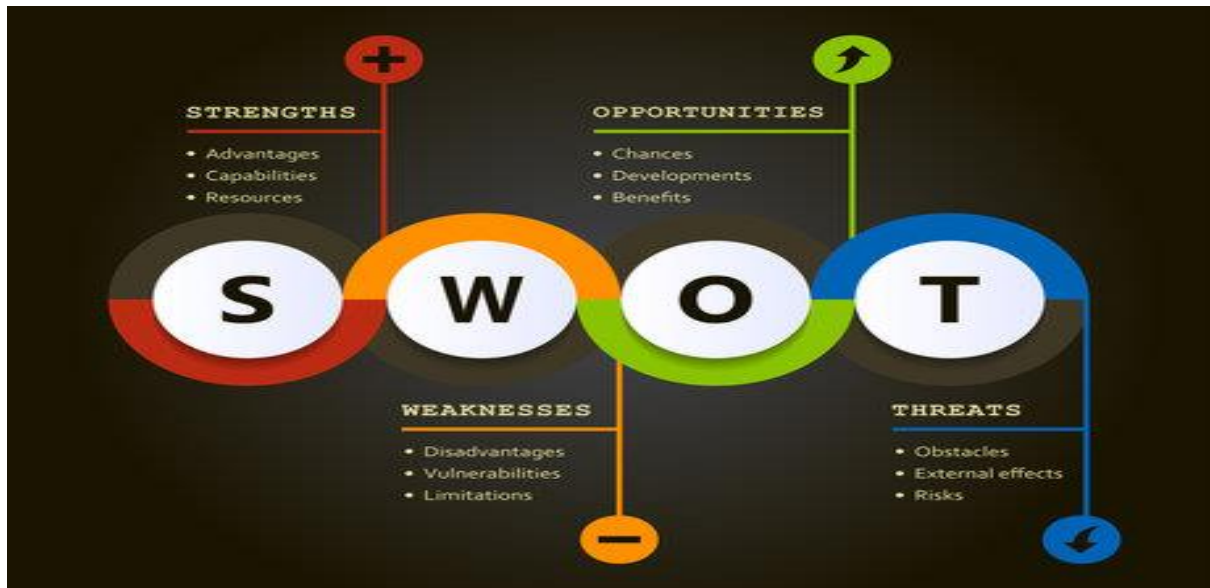 STRENGTHS
• Advantages
• Capabilities
• Resources
OPPORTUNITIES
• Chances
• Developments
• Benefits
S W O T
WEAKNESSES
• Disadvantages
• Vulnerabilities
• Limitations
THREATS
• Obstacles
• External effects
• Risks